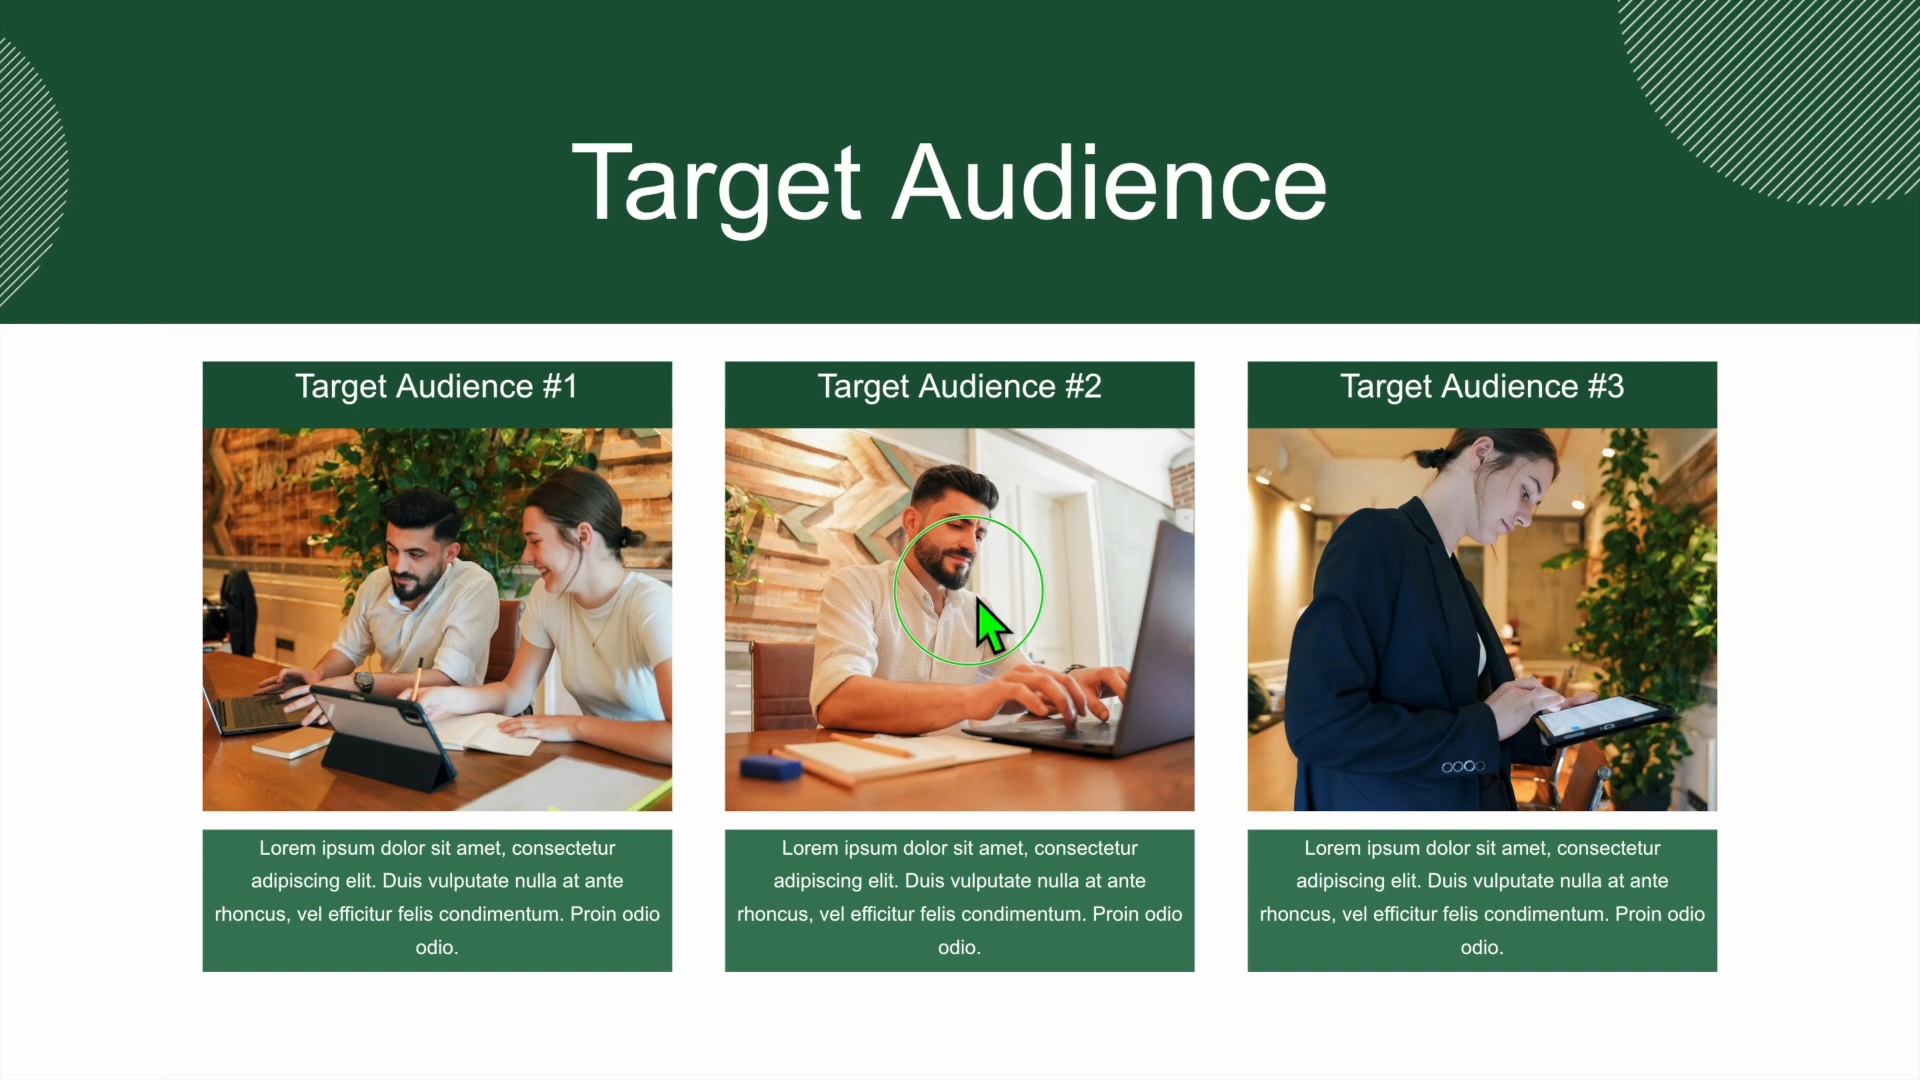 Target Audience
Target Audience #1
Lorem ipsum dolor sit amet, consectetur
adipiscing elit. Duis vulputate nulla at ante
rhoncus, vel efficitur felis condimentum. Proin odio
odio.
Target Audience #2
Lorem ipsum dolor sit amet, consectetur
adipiscing elit. Duis vulputate nulla at ante
rhoncus, vel efficitur felis condimentum. Proin odio
odio.
Target Audience #3
Lorem ipsum dolor sit amet, consectetur
adipiscing elit. Duis vulputate nulla at ante
rhoncus, vel efficitur felis condimentum. Proin odio
odio.